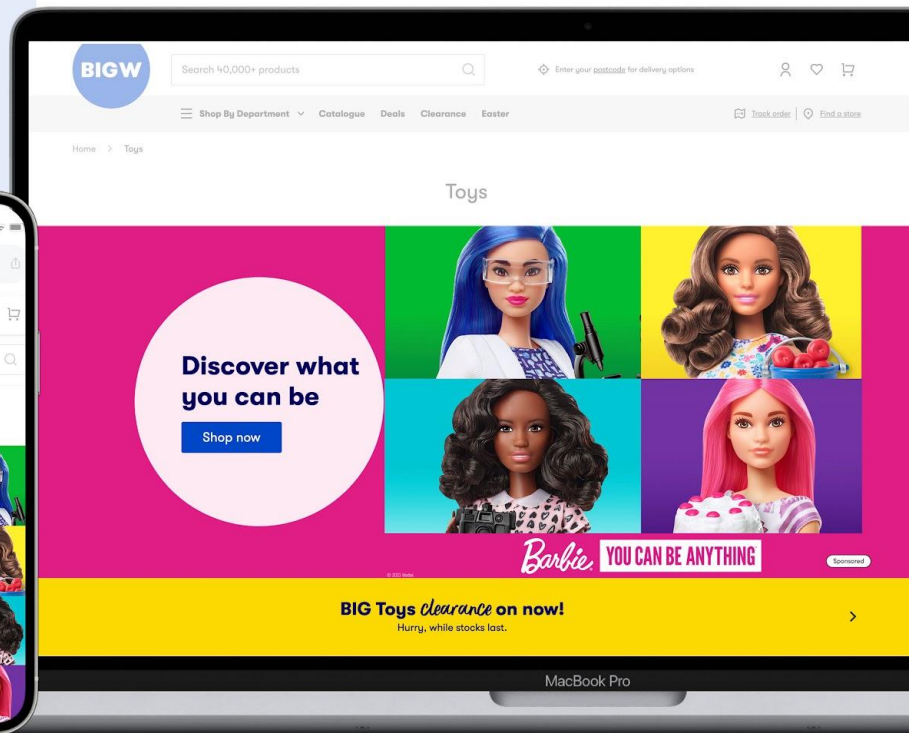 BIGW
Search 40,000+ products
Enter your postcode for delivery options
Shop By Department
Catalogue
Deals
Clearance
Easter
Track order
Find a store
Home > Toys
Toys
Discover what
you can be
Shop now
Barbie YOU CAN BE ANYTHING
Sponsored
BIG Toys clearance on now!
Hurry, while stocks last.
MacBook Pro